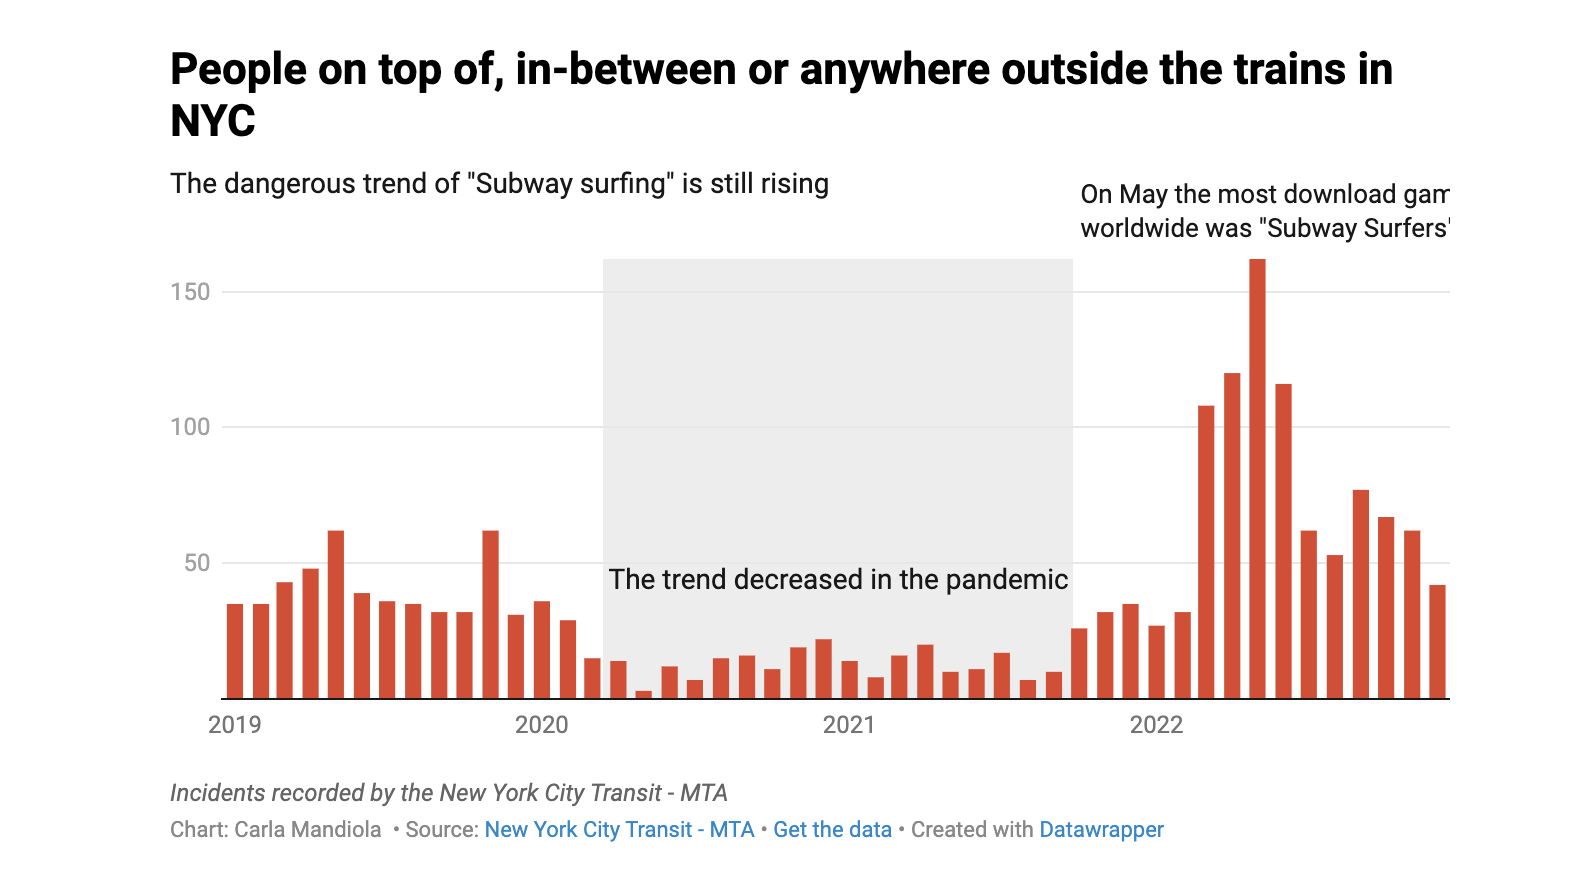 People on top of, in-between or anywhere outside the trains in
NYC
The dangerous trend of "Subway surfing" is still rising
On May the most download gam
worldwide was "Subway Surfers'
150
100
50
The trend decreased in the pandemic
2019
2020
2021
2022
Incidents recorded by the New York City Transit - MTA
Chart: Carla Mandiola • Source: New York City Transit - MTA • Get the data • Created with Datawrapper